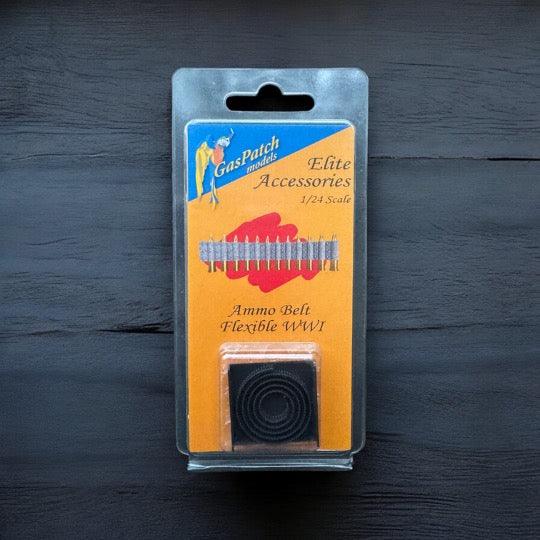 GasPatch
models
Elite
Accessories
1/24 Scale
Ammo Belt
Flexible WWI